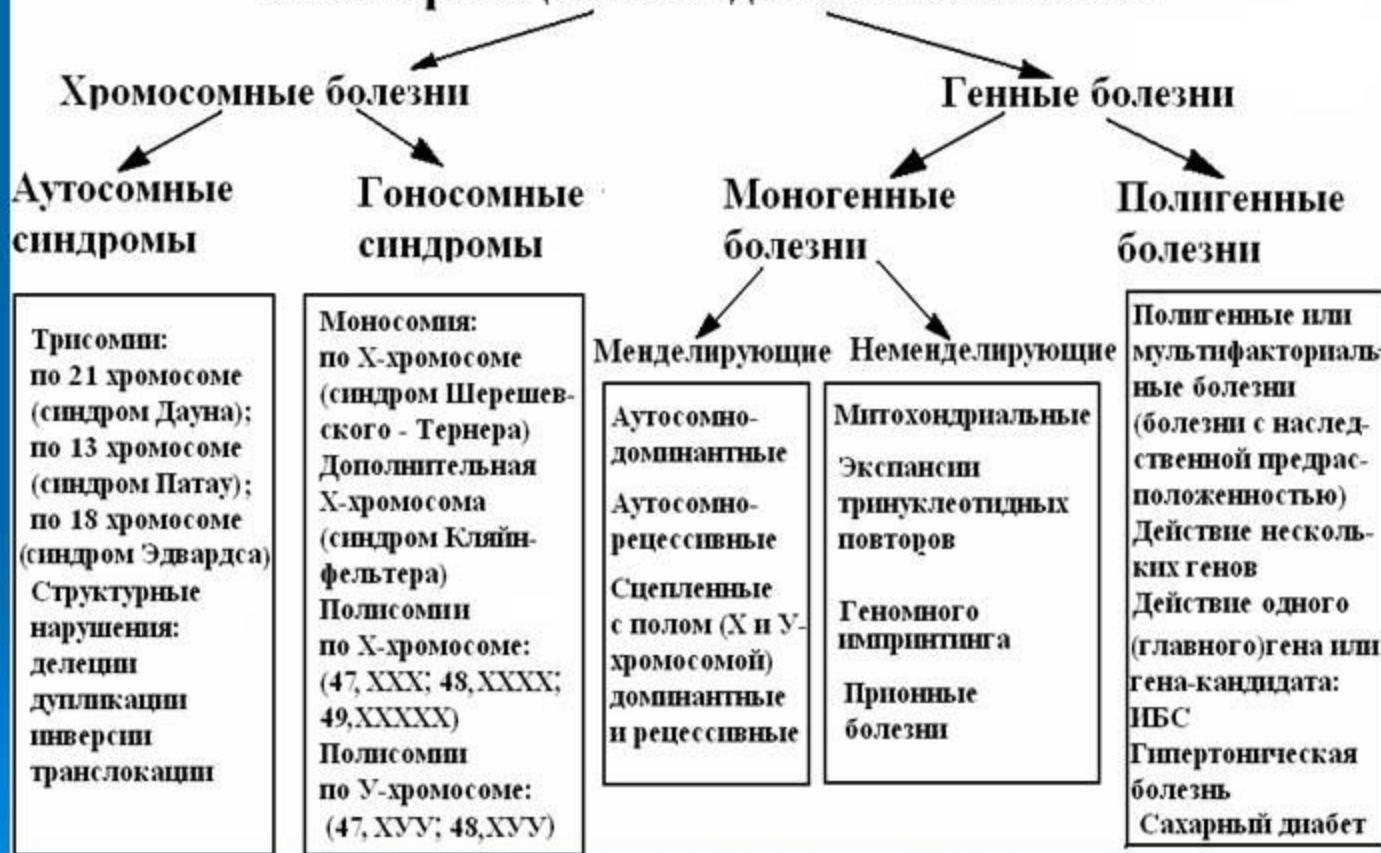 Хромосомные болезни
Генные болезни
Аутосомные
синдромы
Гоносомные
синдромы
Моногенные
болезни
Полигенные
болезни
Трисомии:
по 21 хромосоме
(синдром Дауна);
по 13 хромосоме
(синдром Патау);
по 18 хромосоме
(синдром Эдвардса)
Структурные
нарушения:
делеции
дупликации
инверсии
транслокации
Моносомия:
по Х-хромосоме
(синдром Шерешев-
ского - Тернера)
Дополнительная
Х-хромосома
(синдром Кляйн-
фельтера)
Полисомии
по Х-хромосоме:
(47, ХХХ; 48,ХХХХ;
49,ХХХХХ)
Полисомии
по У-хромосоме:
(47, ХУУ; 48,ХУУ)
Менделирующие
Аутосомно-
доминантные
Аутосомно-
рецессивные
Сцепленные
с полом (Х и У-
хромосомой)
доминантные
и рецессивные
Неменделирующие
Митохондриальные
Экспансии
тринуклеотидных
повторов
Геномного
импринтинга
Прионные
болезни
Полигенные или
мультифакториаль-
ные болезни
(болезни с наслед-
ственной предрас-
положенностью)
Действие несколь-
ких генов
Действие одного
(главного)гена или
гена-кандидата:
ИБС
Гипертоническая
болезнь
Сахарный диабет